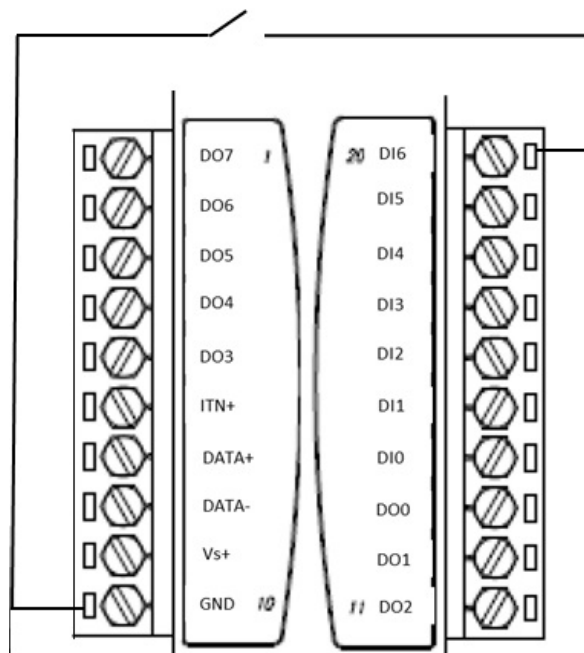 DO7 1
DO6
DO5
DO4
DO3
ITN+
DATA+
DATA-
Vs+
GND 10
20 DI6
DI5
DI4
DI3
DI2
DI1
DI0
DO0
DO1
11 DO2